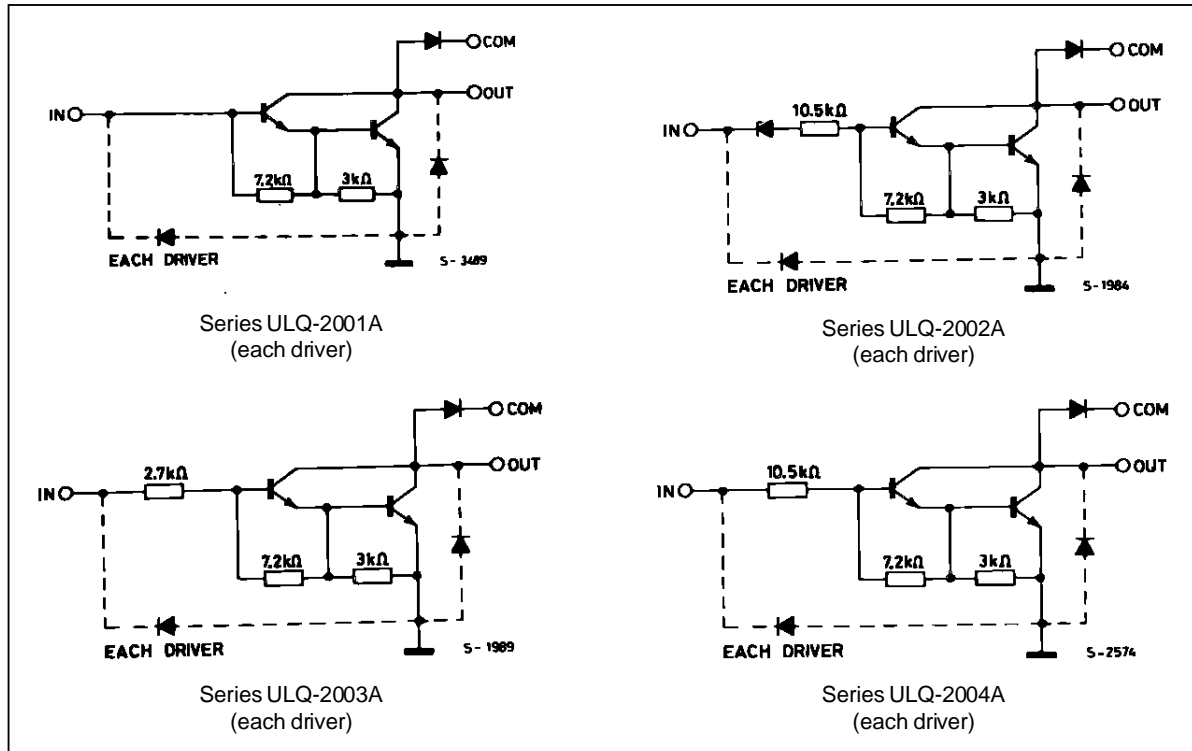 COM
IN
OUT
7.2kΩ
3kΩ
EACH DRIVER
S-3489
Series ULQ-2001A
(each driver)
COM
10.5kΩ
IN
OUT
7.2kΩ
3kΩ
EACH DRIVER
S-1984
Series ULQ-2002A
(each driver)
COM
2.7kΩ
IN
OUT
7.2kΩ
3kΩ
EACH DRIVER
S-1989
Series ULQ-2003A
(each driver)
COM
10.5kΩ
IN
OUT
7.2kΩ
3kΩ
EACH DRIVER
S-2574
Series ULQ-2004A
(each driver)